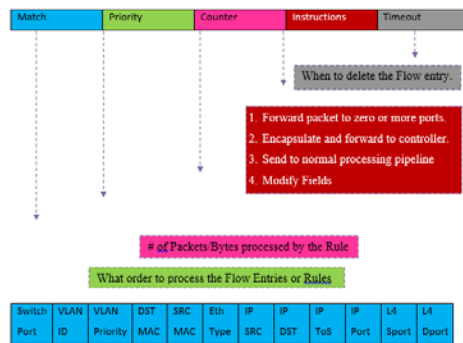 Match Priority Counter Instructions Timeout
When to delete the Flow entry.
1. Forward packet to zero or more ports.
2. Encapsulate and forward to controller.
3. Send to normal processing pipeline
4. Modify Fields
# of Packets/Bytes processed by the Rule
What order to process the Flow Entries or Rules
Switch VLAN VLAN DST SRC Eth IP IP IP IP L4 L4
Port ID Priority MAC MAC Type SRC DST ToS Port Sport Dport